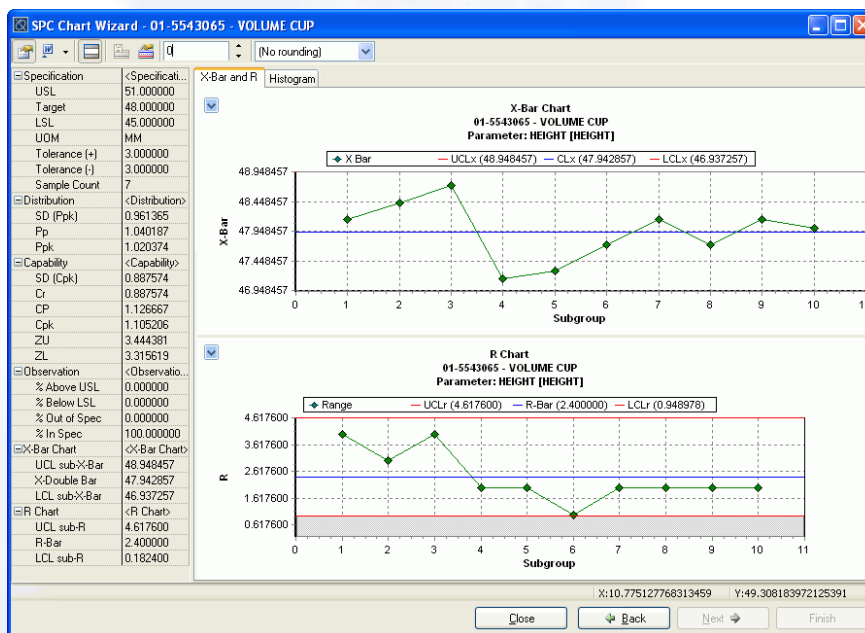 SPC Chart Wizard - 01-5543065 - VOLUME CUP
0 (No rounding)
Specification <Specificati...
USL 51.000000
Target 48.000000
LSL 45.000000
UOM MM
Tolerance (+) 3.000000
Tolerance (-) 3.000000
Sample Count 7
Distribution <Distribution>
SD (Ppk) 0.961365
Pp 1.040187
Ppk 1.020374
Capability <Capability>
SD (Cpk) 0.887574
Cr 0.887574
CP 1.126667
Cpk 1.105206
ZU 3.444381
ZL 3.315619
Observation <Observatio...
% Above USL 0.000000
% Below LSL 0.000000
% Out of Spec 0.000000
% In Spec 100.000000
X-Bar Chart <X-Bar Chart>
UCL sub-X-Bar 48.948457
X-Double Bar 47.942857
LCL sub-X-Bar 46.937257
R Chart <R Chart>
UCL sub-R 4.617600
R-Bar 2.400000
LCL sub-R 0.182400
X-Bar and R Histogram
X-Bar Chart
01-5543065 - VOLUME CUP
Parameter: HEIGHT [HEIGHT]
X Bar UCLx (48.948457) CLx (47.942857) LCLx (46.937257)
48.948457
48.448457
47.948457
47.448457
46.948457
X-Bar
0 1 2 3 4 5 6 7 8 9 10 11
Subgroup
R Chart
01-5543065 - VOLUME CUP
Parameter: HEIGHT [HEIGHT]
Range UCLr (4.617600) R-Bar (2.400000) LCLr (0.948978)
4.617600
3.617600
2.617600
1.617600
0.617600
R
0 1 2 3 4 5 6 7 8 9 10 11
Subgroup
X:10.775127768313459 Y:49.308183972125391
Close Back Next Finish